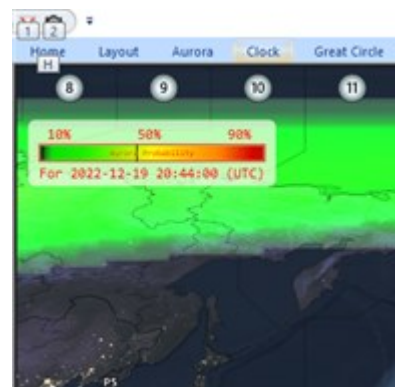 1 2
Home Layout Aurora Clock Great Circle
H
8 9 10 11
10% 50% 90%
Aurora Probability
For 2022-12-19 20:44:00 (UTC)
PS